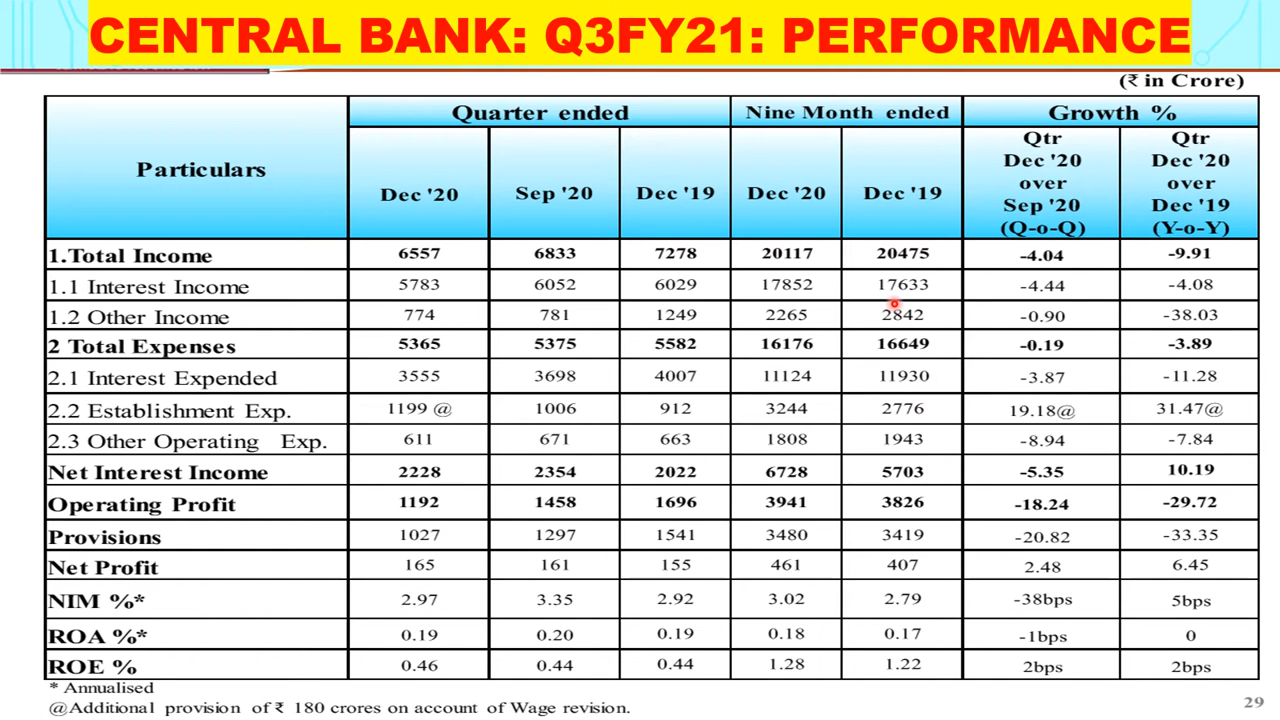 CENTRAL BANK: Q3FY21: PERFORMANCE
(₹ in Crore)
Particulars Quarter ended Nine Month ended Growth %
Dec '20 Sep '20 Dec '19 Dec '20 Dec '19 Qtr Dec '20 over Sep '20 (Q-o-Q) Qtr Dec '20 over Dec '19 (Y-o-Y)
1.Total Income 6557 6833 7278 20117 20475 -4.04 -9.91
1.1 Interest Income 5783 6052 6029 17852 17633 -4.44 -4.08
1.2 Other Income 774 781 1249 2265 2842 -0.90 -38.03
2 Total Expenses 5365 5375 5582 16176 16649 -0.19 -3.89
2.1 Interest Expended 3555 3698 4007 11124 11930 -3.87 -11.28
2.2 Establishment Exp. 1199 @ 1006 912 3244 2776 19.18@ 31.47@
2.3 Other Operating Exp. 611 671 663 1808 1943 -8.94 -7.84
Net Interest Income 2228 2354 2022 6728 5703 -5.35 10.19
Operating Profit 1192 1458 1696 3941 3826 -18.24 -29.72
Provisions 1027 1297 1541 3480 3419 -20.82 -33.35
Net Profit 165 161 155 461 407 2.48 6.45
NIM %* 2.97 3.35 2.92 3.02 2.79 -38bps 5bps
ROA %* 0.19 0.20 0.19 0.18 0.17 -1bps 0
ROE % 0.46 0.44 0.44 1.28 1.22 2bps 2bps
* Annualised
@Additional provision of ₹ 180 crores on account of Wage revision.
29